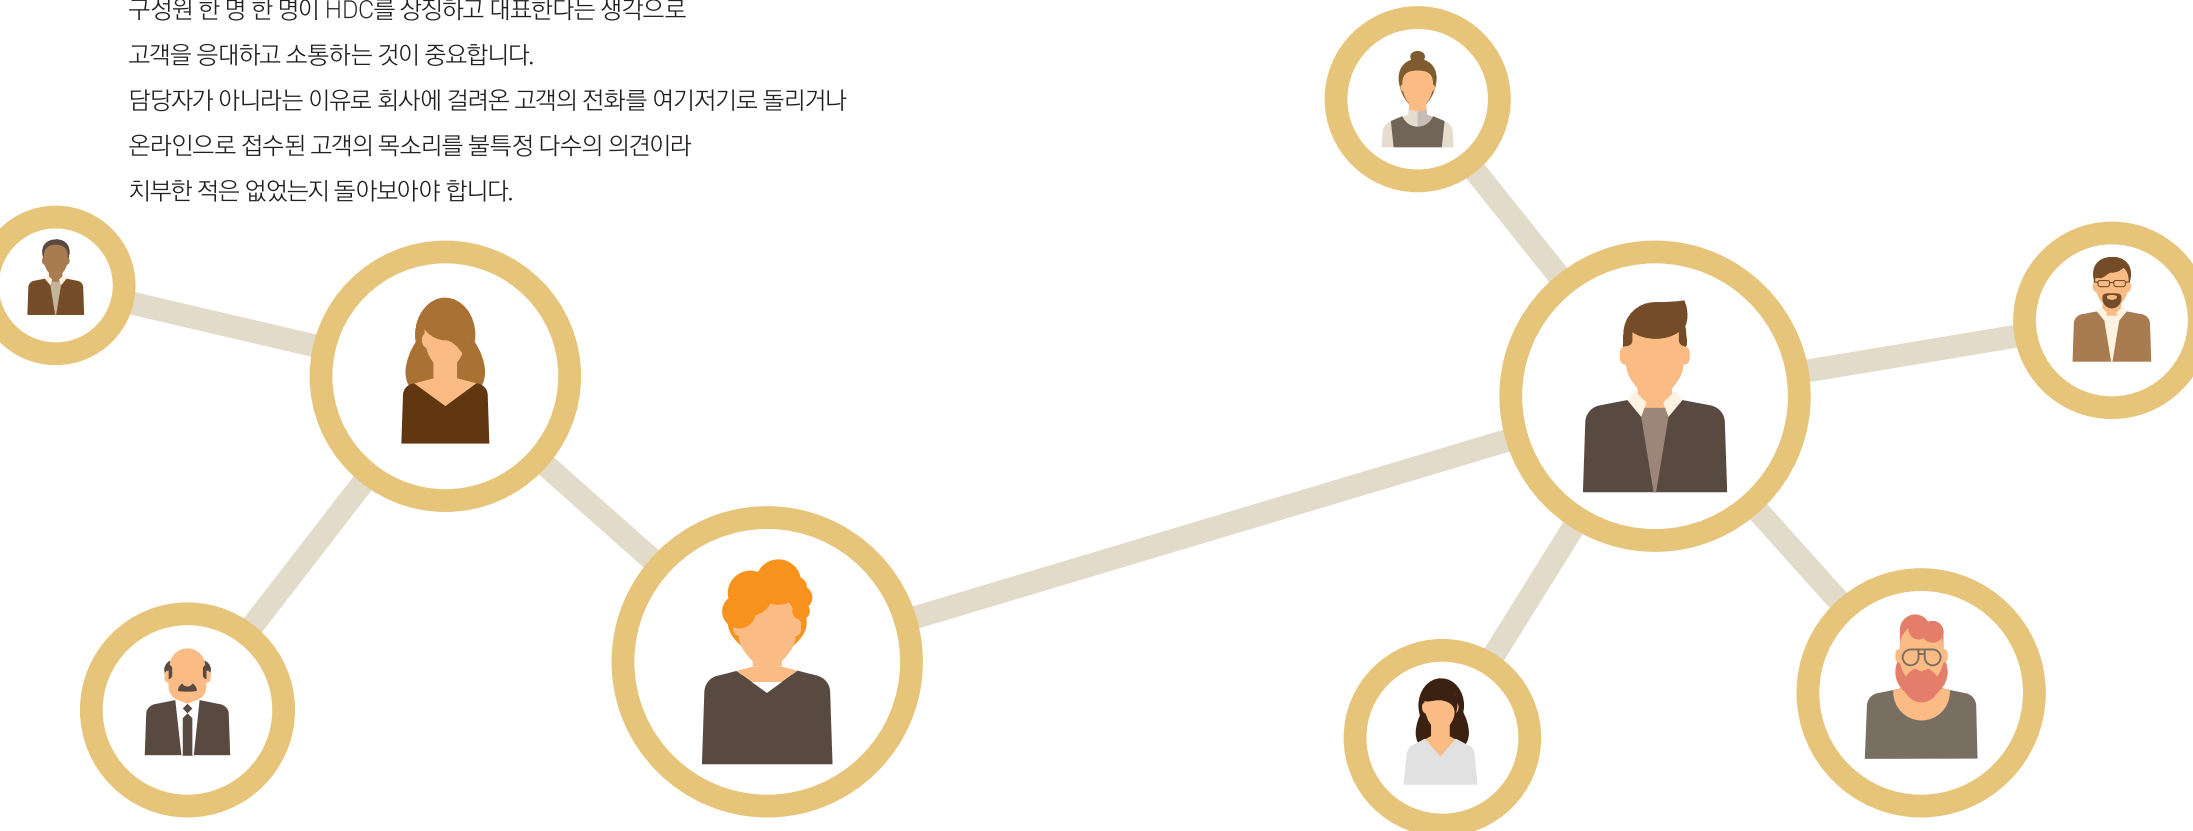 구성원 한 명 한 명이 HDC를 상징하고 대표한다는 생각으로
고객을 응대하고 소통하는 것이 중요합니다.
담당자가 아니라는 이유로 회사에 걸려온 고객의 전화를 여기저기로 돌리거나
온라인으로 접수된 고객의 목소리를 불특정 다수의 의견이라
치부한 적은 없었는지 돌아보아야 합니다.